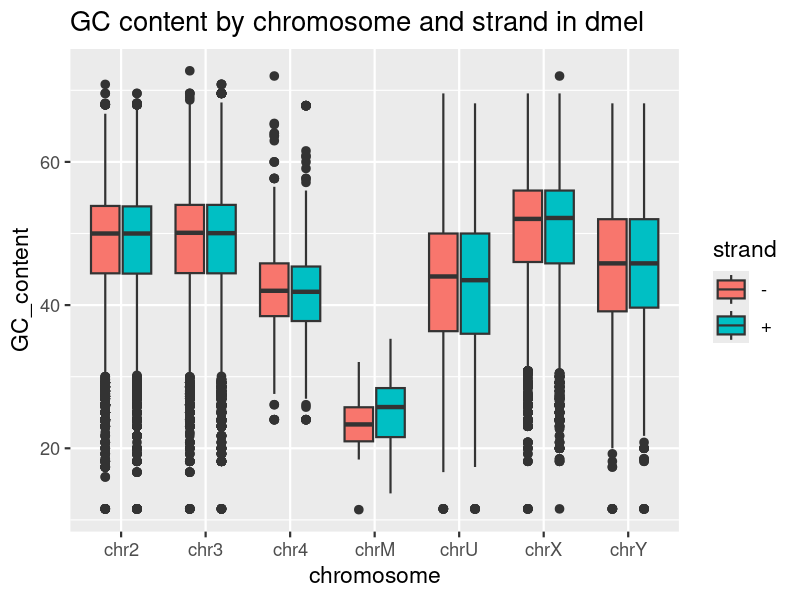 GC content by chromosome and strand in dmel
GC_content
60
40
20
chr2 chr3 chr4 chrM chrU chrX chrY
chromosome
strand
-
+